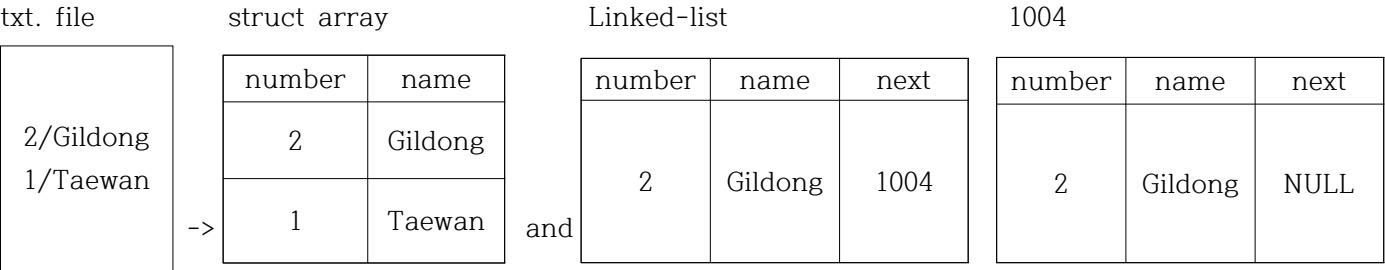 txt. file
struct array
Linked-list
1004
2/Gildong
1/Taewan
->
number name
2 Gildong
1 Taewan
and
number name next
2 Gildong 1004
number name next
2 Gildong NULL